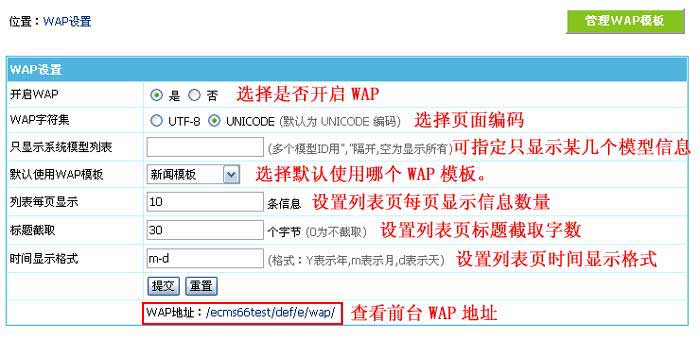 位置：WAP设置
管理WAP模板
WAP设置
开启WAP 是 否 选择是否开启 WAP
WAP字符集 UTF-8 UNICODE (默认为 UNICODE 编码) 选择页面编码
只显示系统模型列表 (多个模型ID用","隔开,空为显示所有) 可指定只显示某几个模型信息
默认使用WAP模板 新闻模板 选择默认使用哪个 WAP 模板。
列表每页显示 10 条信息 设置列表页每页显示信息数量
标题截取 30 个字节 (0为不截取) 设置列表页标题截取字数
时间显示格式 m-d (格式：Y表示年,m表示月,d表示天) 设置列表页时间显示格式
提交 重置
WAP地址：/ecms66test/def/e/wap/ 查看前台 WAP 地址